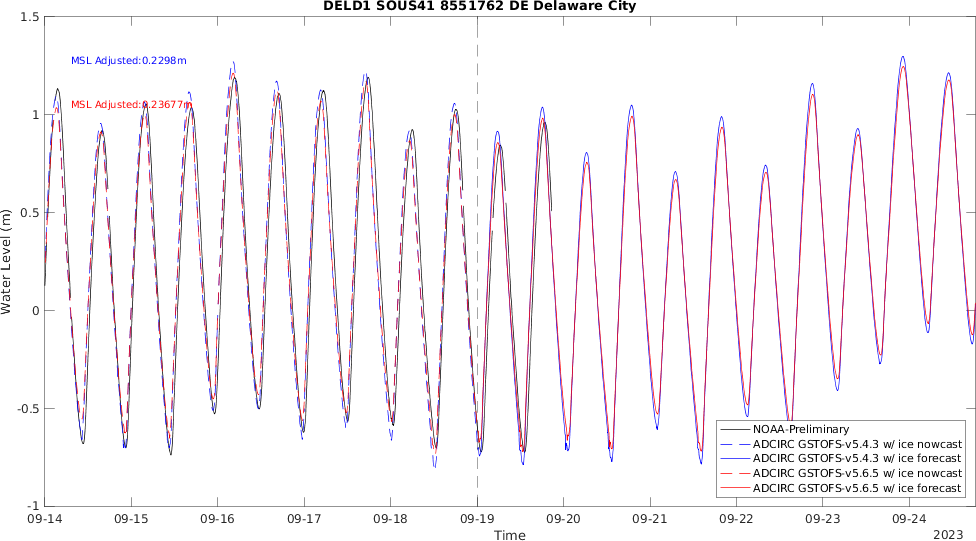 DELD1 SOUS41 8551762 DE Delaware City
1.5
MSL Adjusted:0.2298m
MSL Adjusted:0.23677m
1
0.5
0
-0.5
-1
Water Level (m)
NOAA-Preliminary
ADCIRC GSTOFS-v5.4.3 w/ ice nowcast
ADCIRC GSTOFS-v5.4.3 w/ ice forecast
ADCIRC GSTOFS-v5.6.5 w/ ice nowcast
ADCIRC GSTOFS-v5.6.5 w/ ice forecast
09-14 09-15 09-16 09-17 09-18 09-19 09-20 09-21 09-22 09-23 09-24
Time
2023